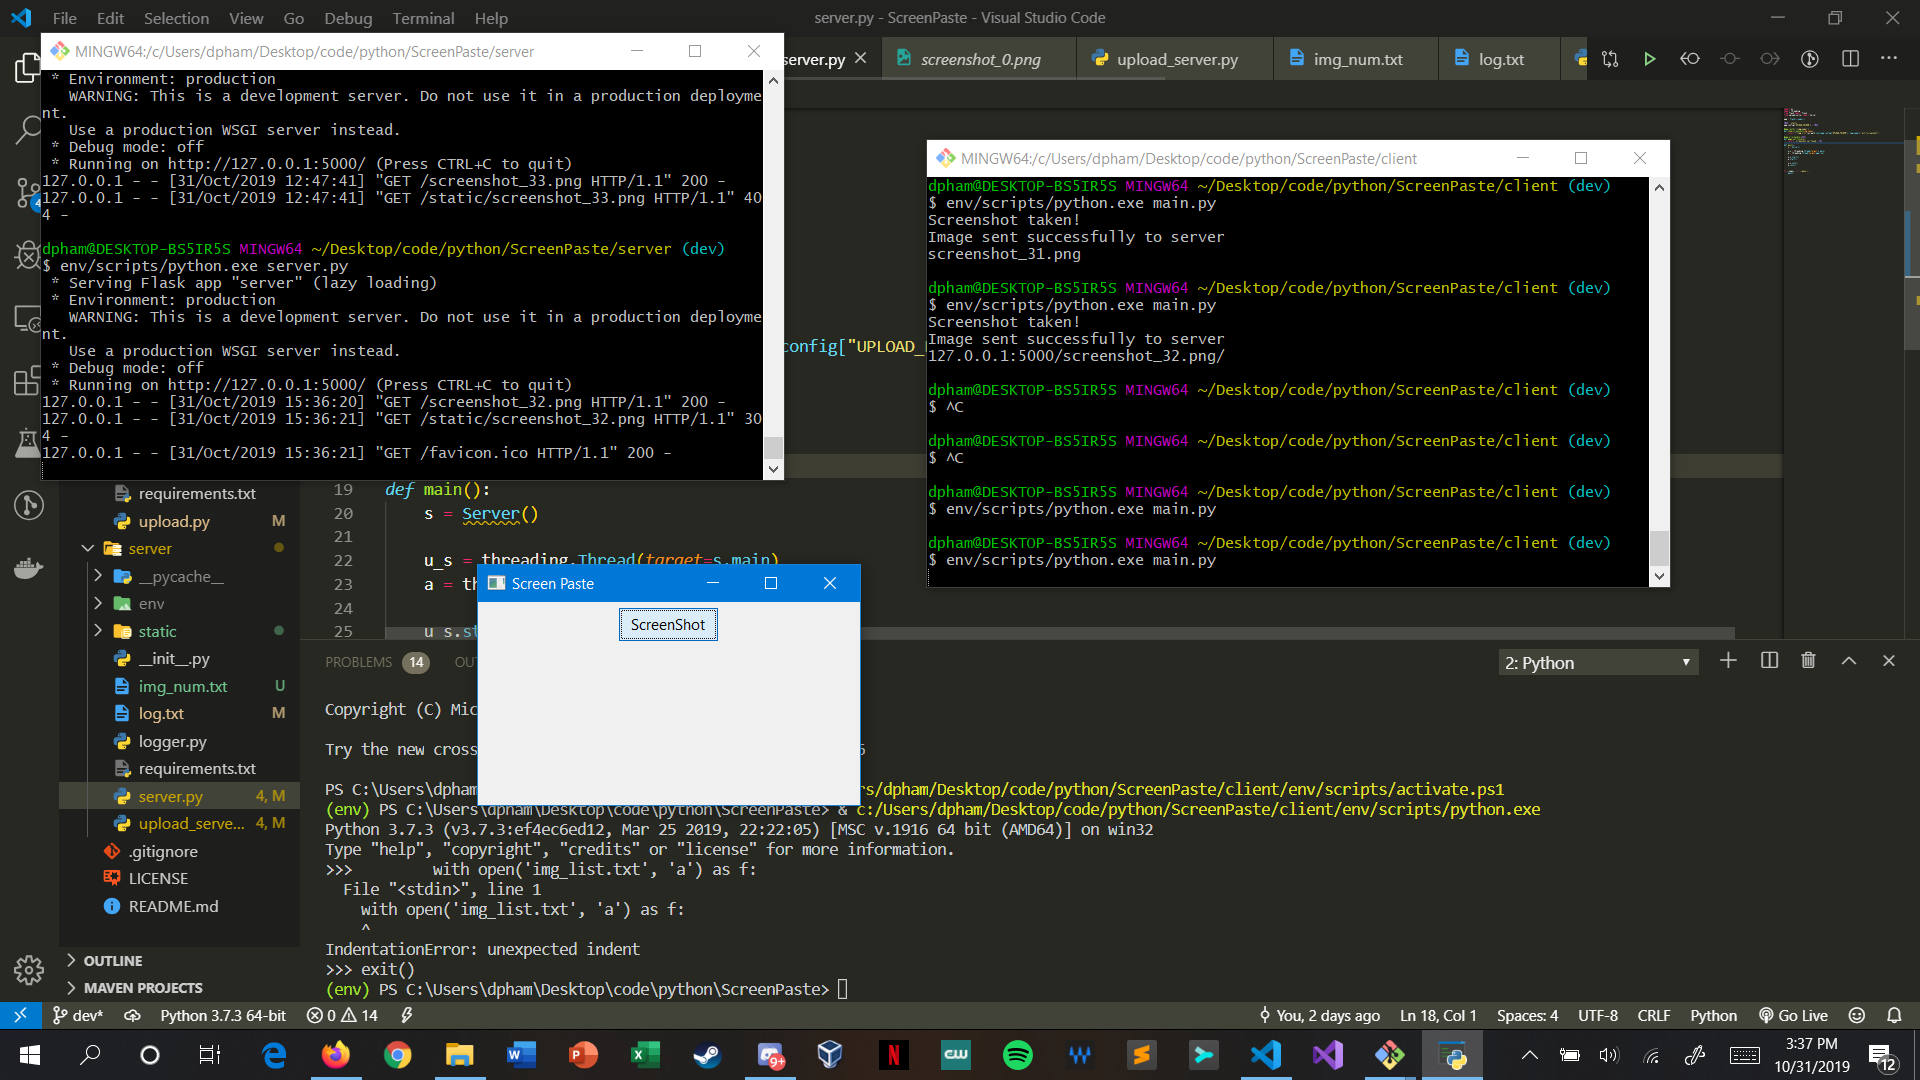 File Edit Selection View Go Debug Terminal Help
server.py - ScreenPaste - Visual Studio Code
MINGW64:/c/Users/dpham/Desktop/code/python/ScreenPaste/server
server.py
screenshot_0.png
upload_server.py
img_num.txt
log.txt
* Environment: production
WARNING: This is a development server. Do not use it in a production deployme
nt.
Use a production WSGI server instead.
* Debug mode: off
* Running on http://127.0.0.1:5000/ (Press CTRL+C to quit)
127.0.0.1 - - [31/Oct/2019 12:47:41] "GET /screenshot_33.png HTTP/1.1" 200 -
127.0.0.1 - - [31/Oct/2019 12:47:41] "GET /static/screenshot_33.png HTTP/1.1" 40
4 -
dpham@DESKTOP-BS5IR5S MINGW64 ~/Desktop/code/python/ScreenPaste/server (dev)
$ env/scripts/python.exe server.py
* Serving Flask app "server" (lazy loading)
* Environment: production
WARNING: This is a development server. Do not use it in a production deployme
nt.
Use a production WSGI server instead.
* Debug mode: off
* Running on http://127.0.0.1:5000/ (Press CTRL+C to quit)
127.0.0.1 - - [31/Oct/2019 15:36:20] "GET /screenshot_32.png HTTP/1.1" 200 -
127.0.0.1 - - [31/Oct/2019 15:36:21] "GET /static/screenshot_32.png HTTP/1.1" 30
4 -
127.0.0.1 - - [31/Oct/2019 15:36:21] "GET /favicon.ico HTTP/1.1" 200 -
config["UPLOAD_
MINGW64:/c/Users/dpham/Desktop/code/python/ScreenPaste/client
dpham@DESKTOP-BS5IR5S MINGW64 ~/Desktop/code/python/ScreenPaste/client (dev)
$ env/scripts/python.exe main.py
Screenshot taken!
Image sent successfully to server
screenshot_31.png
dpham@DESKTOP-BS5IR5S MINGW64 ~/Desktop/code/python/ScreenPaste/client (dev)
$ env/scripts/python.exe main.py
Screenshot taken!
Image sent successfully to server
127.0.0.1:5000/screenshot_32.png/
dpham@DESKTOP-BS5IR5S MINGW64 ~/Desktop/code/python/ScreenPaste/client (dev)
$ ^C
dpham@DESKTOP-BS5IR5S MINGW64 ~/Desktop/code/python/ScreenPaste/client (dev)
$ ^C
dpham@DESKTOP-BS5IR5S MINGW64 ~/Desktop/code/python/ScreenPaste/client (dev)
$ env/scripts/python.exe main.py
dpham@DESKTOP-BS5IR5S MINGW64 ~/Desktop/code/python/ScreenPaste/client (dev)
$ env/scripts/python.exe main.py
requirements.txt
upload.py M
server
__pycache__
env
static
__init__.py
img_num.txt U
log.txt M
logger.py
requirements.txt
server.py 4, M
upload_serve... 4, M
.gitignore
LICENSE
README.md
OUTLINE
MAVEN PROJECTS
19 def main():
20 s = Server()
21
22 u_s = threading.Thread(target=s.main)
23 a = th
24
25 u_s.st
Screen Paste
ScreenShot
PROBLEMS 14 OU
2: Python
Copyright (C) Mic
Try the new cross
PS C:\Users\dpham rs/dpham/Desktop/code/python/ScreenPaste/client/env/scripts/activate.ps1
(env) PS C:\Users\dpham\Desktop\code\python\ScreenPaste> & c:/Users/dpham/Desktop/code/python/ScreenPaste/client/env/scripts/python.exe
Python 3.7.3 (v3.7.3:ef4ec6ed12, Mar 25 2019, 22:22:05) [MSC v.1916 64 bit (AMD64)] on win32
Type "help", "copyright", "credits" or "license" for more information.
>>> with open('img_list.txt', 'a') as f:
File "<stdin>", line 1
with open('img_list.txt', 'a') as f:
^
IndentationError: unexpected indent
>>> exit()
(env) PS C:\Users\dpham\Desktop\code\python\ScreenPaste>
dev* Python 3.7.3 64-bit 0 14
You, 2 days ago Ln 18, Col 1 Spaces: 4 UTF-8 CRLF Python Go Live
3:37 PM
10/31/2019
12